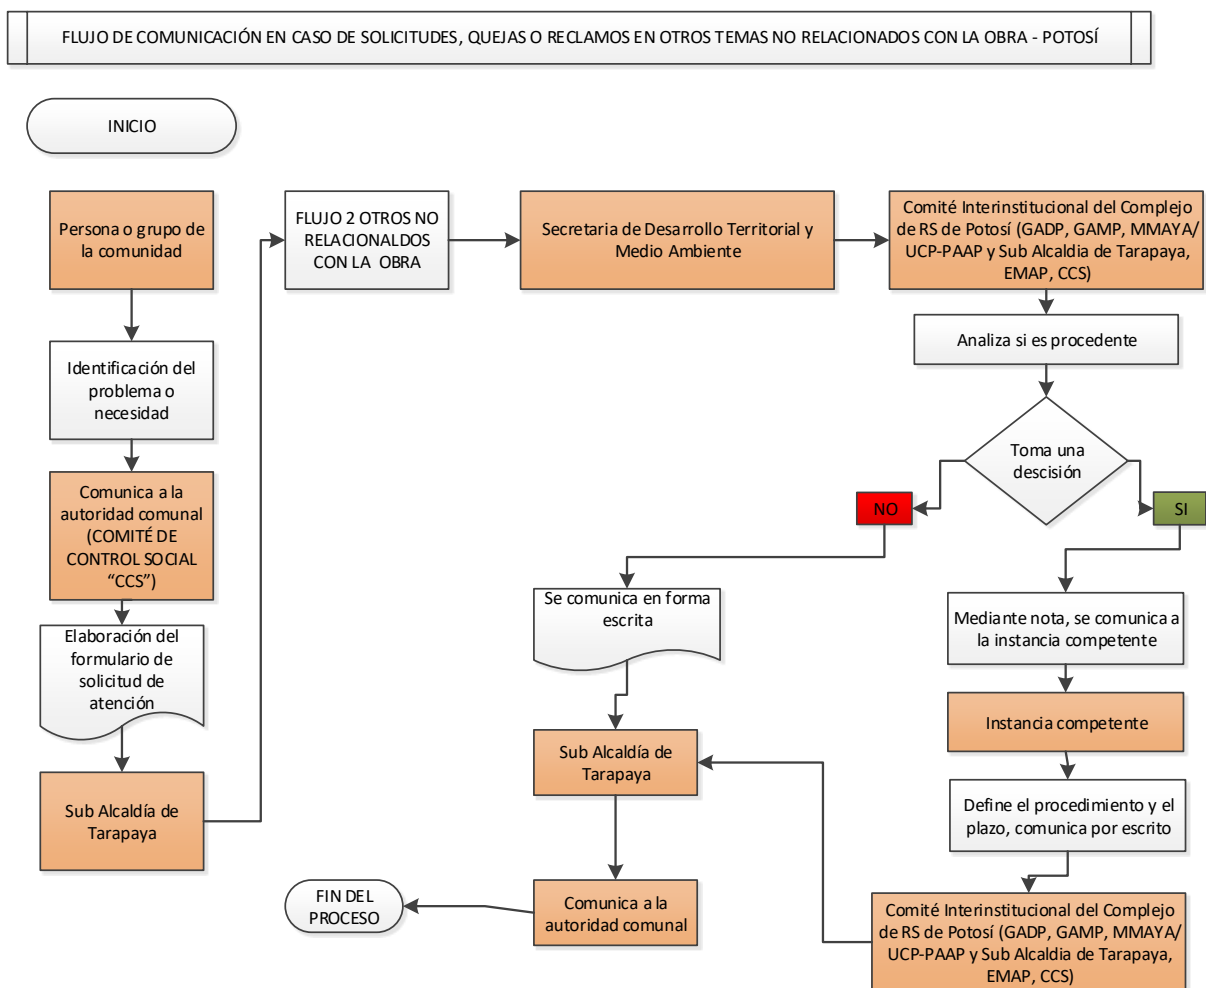 FLUJO DE COMUNICACIÓN EN CASO DE SOLICITUDES, QUEJAS O RECLAMOS EN OTROS TEMAS NO RELACIONADOS CON LA OBRA - POTOSÍ
INICIO
Persona o grupo de
la comunidad
Identificación del
problema o
necesidad
Comunica a la
autoridad comunal
(COMITÉ DE
CONTROL SOCIAL
“CCS”)
Elaboración del
formulario de
solicitud de
atención
Sub Alcaldía de
Tarapaya
FLUJO 2 OTROS NO
RELACIONALDOS
CON LA OBRA
Secretaria de Desarrollo Territorial y
Medio Ambiente
Comité Interinstitucional del Complejo
de RS de Potosí (GADP, GAMP, MMAYA/
UCP-PAAP y Sub Alcaldia de Tarapaya,
EMAP, CCS)
Analiza si es procedente
Toma una
descisión
NO
SI
Se comunica en forma
escrita
Mediante nota, se comunica a
la instancia competente
Instancia competente
Define el procedimiento y el
plazo, comunica por escrito
Comité Interinstitucional del Complejo
de RS de Potosí (GADP, GAMP, MMAYA/
UCP-PAAP y Sub Alcaldia de Tarapaya,
EMAP, CCS)
Sub Alcaldía de
Tarapaya
Comunica a la
autoridad comunal
FIN DEL
PROCESO